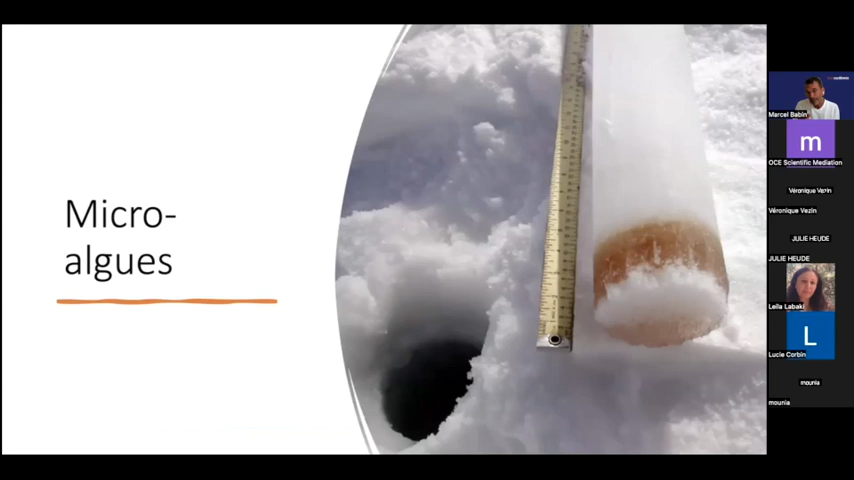 Micro-
algues
Marcel Babin
m
OCE Scientific Mediation
Véronique Vezin
Véronique Vezin
JULIE HEUDE
JULIE HEUDE
Leila Labaki
L
Lucie Corbin
mounia
mounia